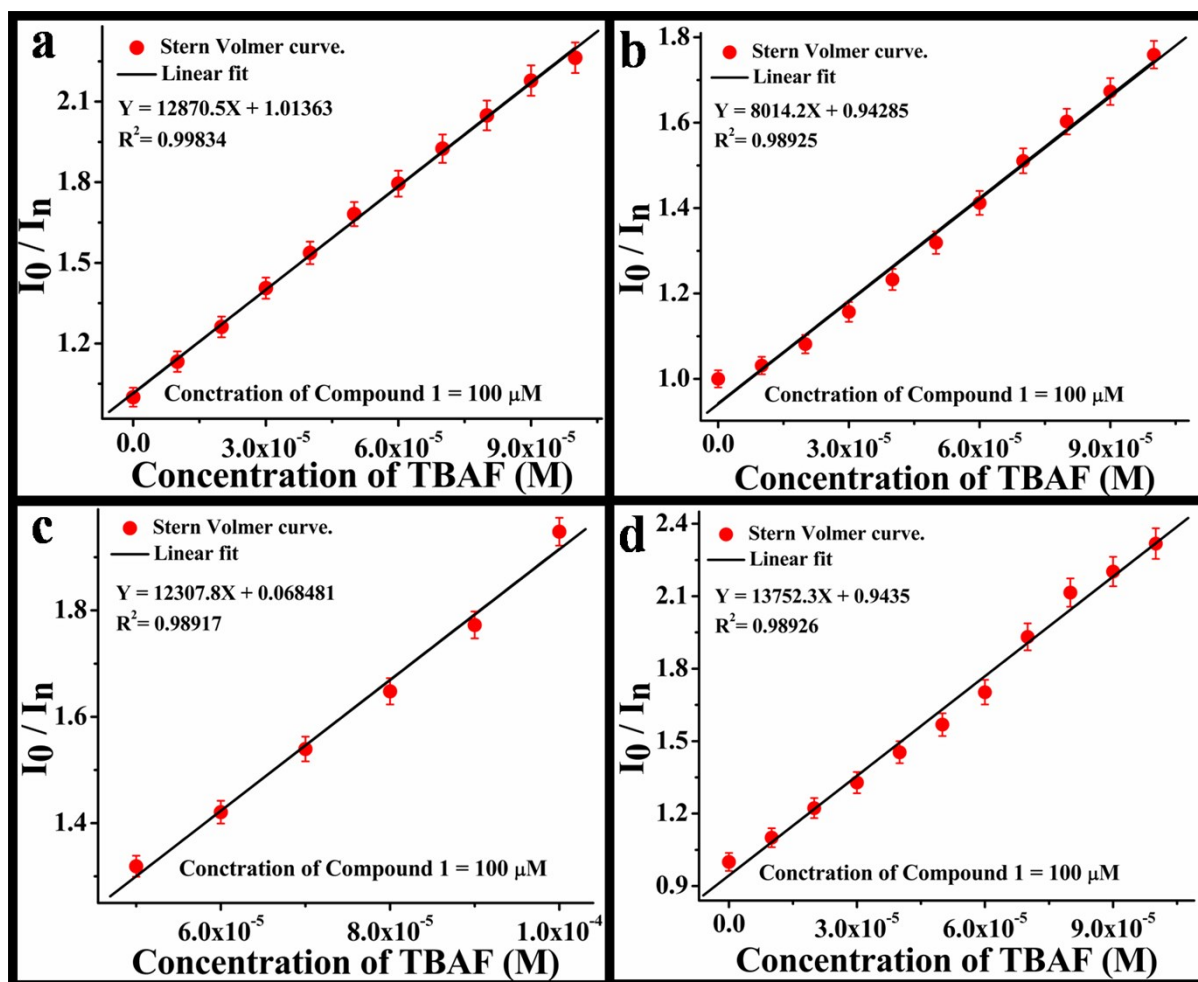 a
Stern Volmer curve.
Linear fit
Y = 12870.5X + 1.01363
R² = 0.99834
2.1
1.8
1.5
1.2
I0 / In
Conctration of Compound 1 = 100 μM
0.0 3.0x10⁻⁵ 6.0x10⁻⁵ 9.0x10⁻⁵
Concentration of TBAF (M)
b
Stern Volmer curve.
Linear fit
Y = 8014.2X + 0.94285
R² = 0.98925
1.8
1.6
1.4
1.2
1.0
I0 / In
Conctration of Compound 1 = 100 μM
0.0 3.0x10⁻⁵ 6.0x10⁻⁵ 9.0x10⁻⁵
Concentration of TBAF (M)
c
Stern Volmer curve.
Linear fit
Y = 12307.8X + 0.068481
R² = 0.98917
1.8
1.6
1.4
I0 / In
Conctration of Compound 1 = 100 μM
6.0x10⁻⁵ 8.0x10⁻⁵ 1.0x10⁻⁴
Concentration of TBAF (M)
d
Stern Volmer curve.
Linear fit
Y = 13752.3X + 0.9435
R² = 0.98926
2.4
2.1
1.8
1.5
1.2
0.9
I0 / In
Conctration of Compound 1 = 100 μM
0.0 3.0x10⁻⁵ 6.0x10⁻⁵ 9.0x10⁻⁵
Concentration of TBAF (M)